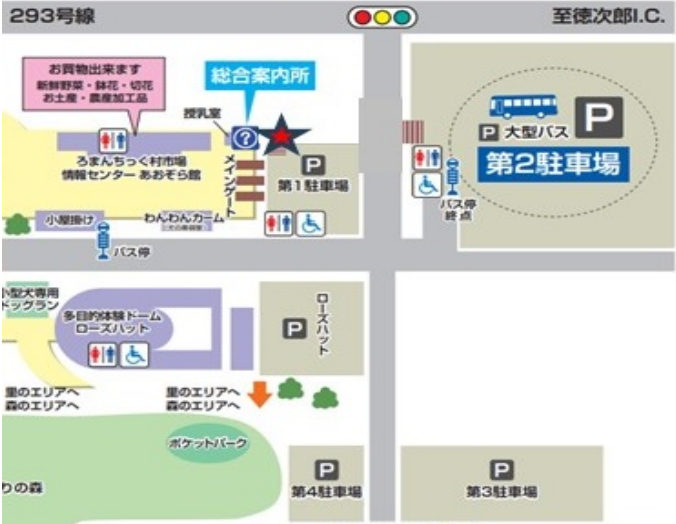 293号線
至徳次郎I.C.
お買物出来ます
新鮮野菜・鉢花・切花
お土産・農産加工品
総合案内所
授乳室
?
ろまんちっく村市場
情報センター あおぞら館
メインゲート
P
第1駐車場
P 大型バス P
第2駐車場
バス停
終点
小屋掛け
わんわんカーム
バス停
小型犬専用
ドッグラン
多目的体験ドーム
ローズハット
P
ローズハット
里のエリアへ
森のエリアへ
里のエリアへ
森のエリアへ
ポケットパーク
りの森
P
第4駐車場
P
第3駐車場